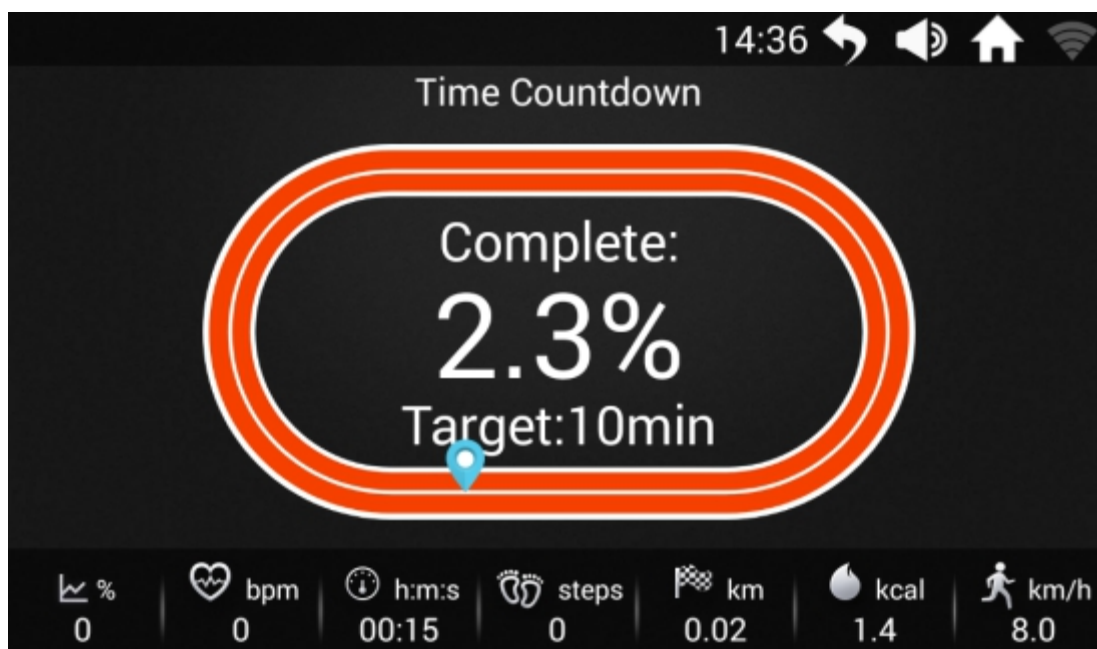 14:36
Time Countdown
Complete:
2.3%
Target:10min
% bpm h:m:s steps km kcal km/h
0 0 00:15 0 0.02 1.4 8.0